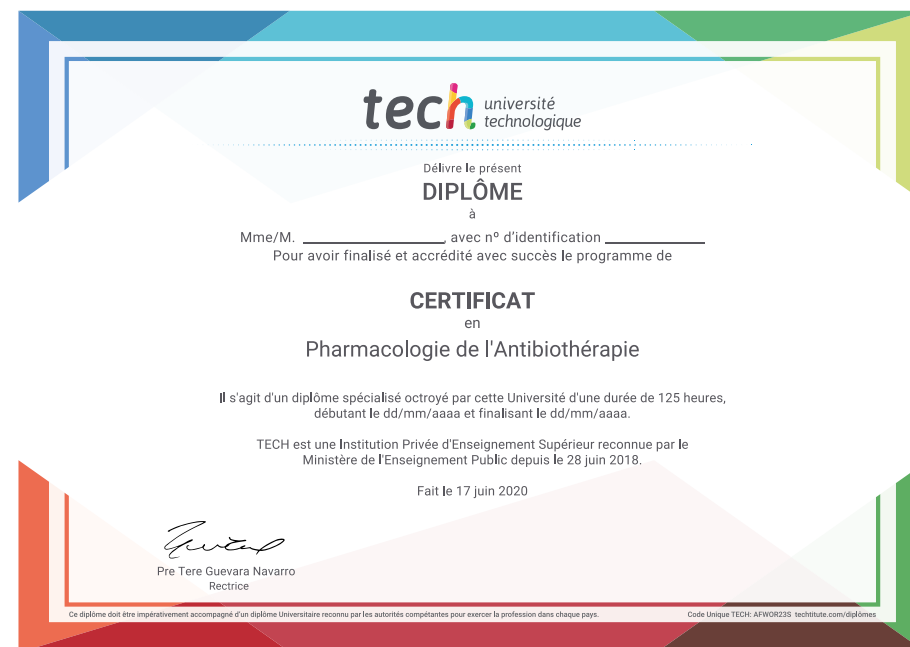 tech université
technologique
Délivre le présent
DIPLÔME
à
Mme/M. ____________________, avec nº d'identification ______________
Pour avoir finalisé et accrédité avec succès le programme de
CERTIFICAT
en
Pharmacologie de l'Antibiothérapie
Il s'agit d'un diplôme spécialisé octroyé par cette Université d'une durée de 125 heures,
débutant le dd/mm/aaaa et finalisant le dd/mm/aaaa.
TECH est une Institution Privée d'Enseignement Supérieur reconnue par le
Ministère de l'Enseignement Public depuis le 28 juin 2018.
Fait le 17 juin 2020
Pre Tere Guevara Navarro
Rectrice
Ce diplôme doit être impérativement accompagné d'un diplôme Universitaire reconnu par les autorités compétentes pour exercer la profession dans chaque pays. Code Unique TECH: AFWOR23S techtitute.com/diplômes